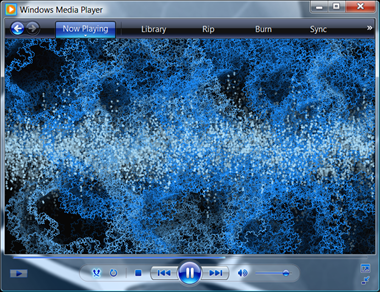 Windows Media Player
Now Playing Library Rip Burn Sync »